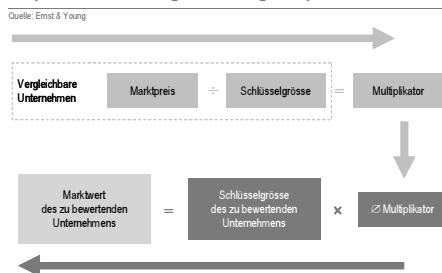 Quelle: Ernst & Young
Vergleichbare
Unternehmen
Marktpreis ÷ Schlüsselgrösse = Multiplikator
Marktwert
des zu bewertenden
Unternehmens
=
Schlüsselgrösse
des zu bewertenden
Unternehmens
× ∅ Multiplikator